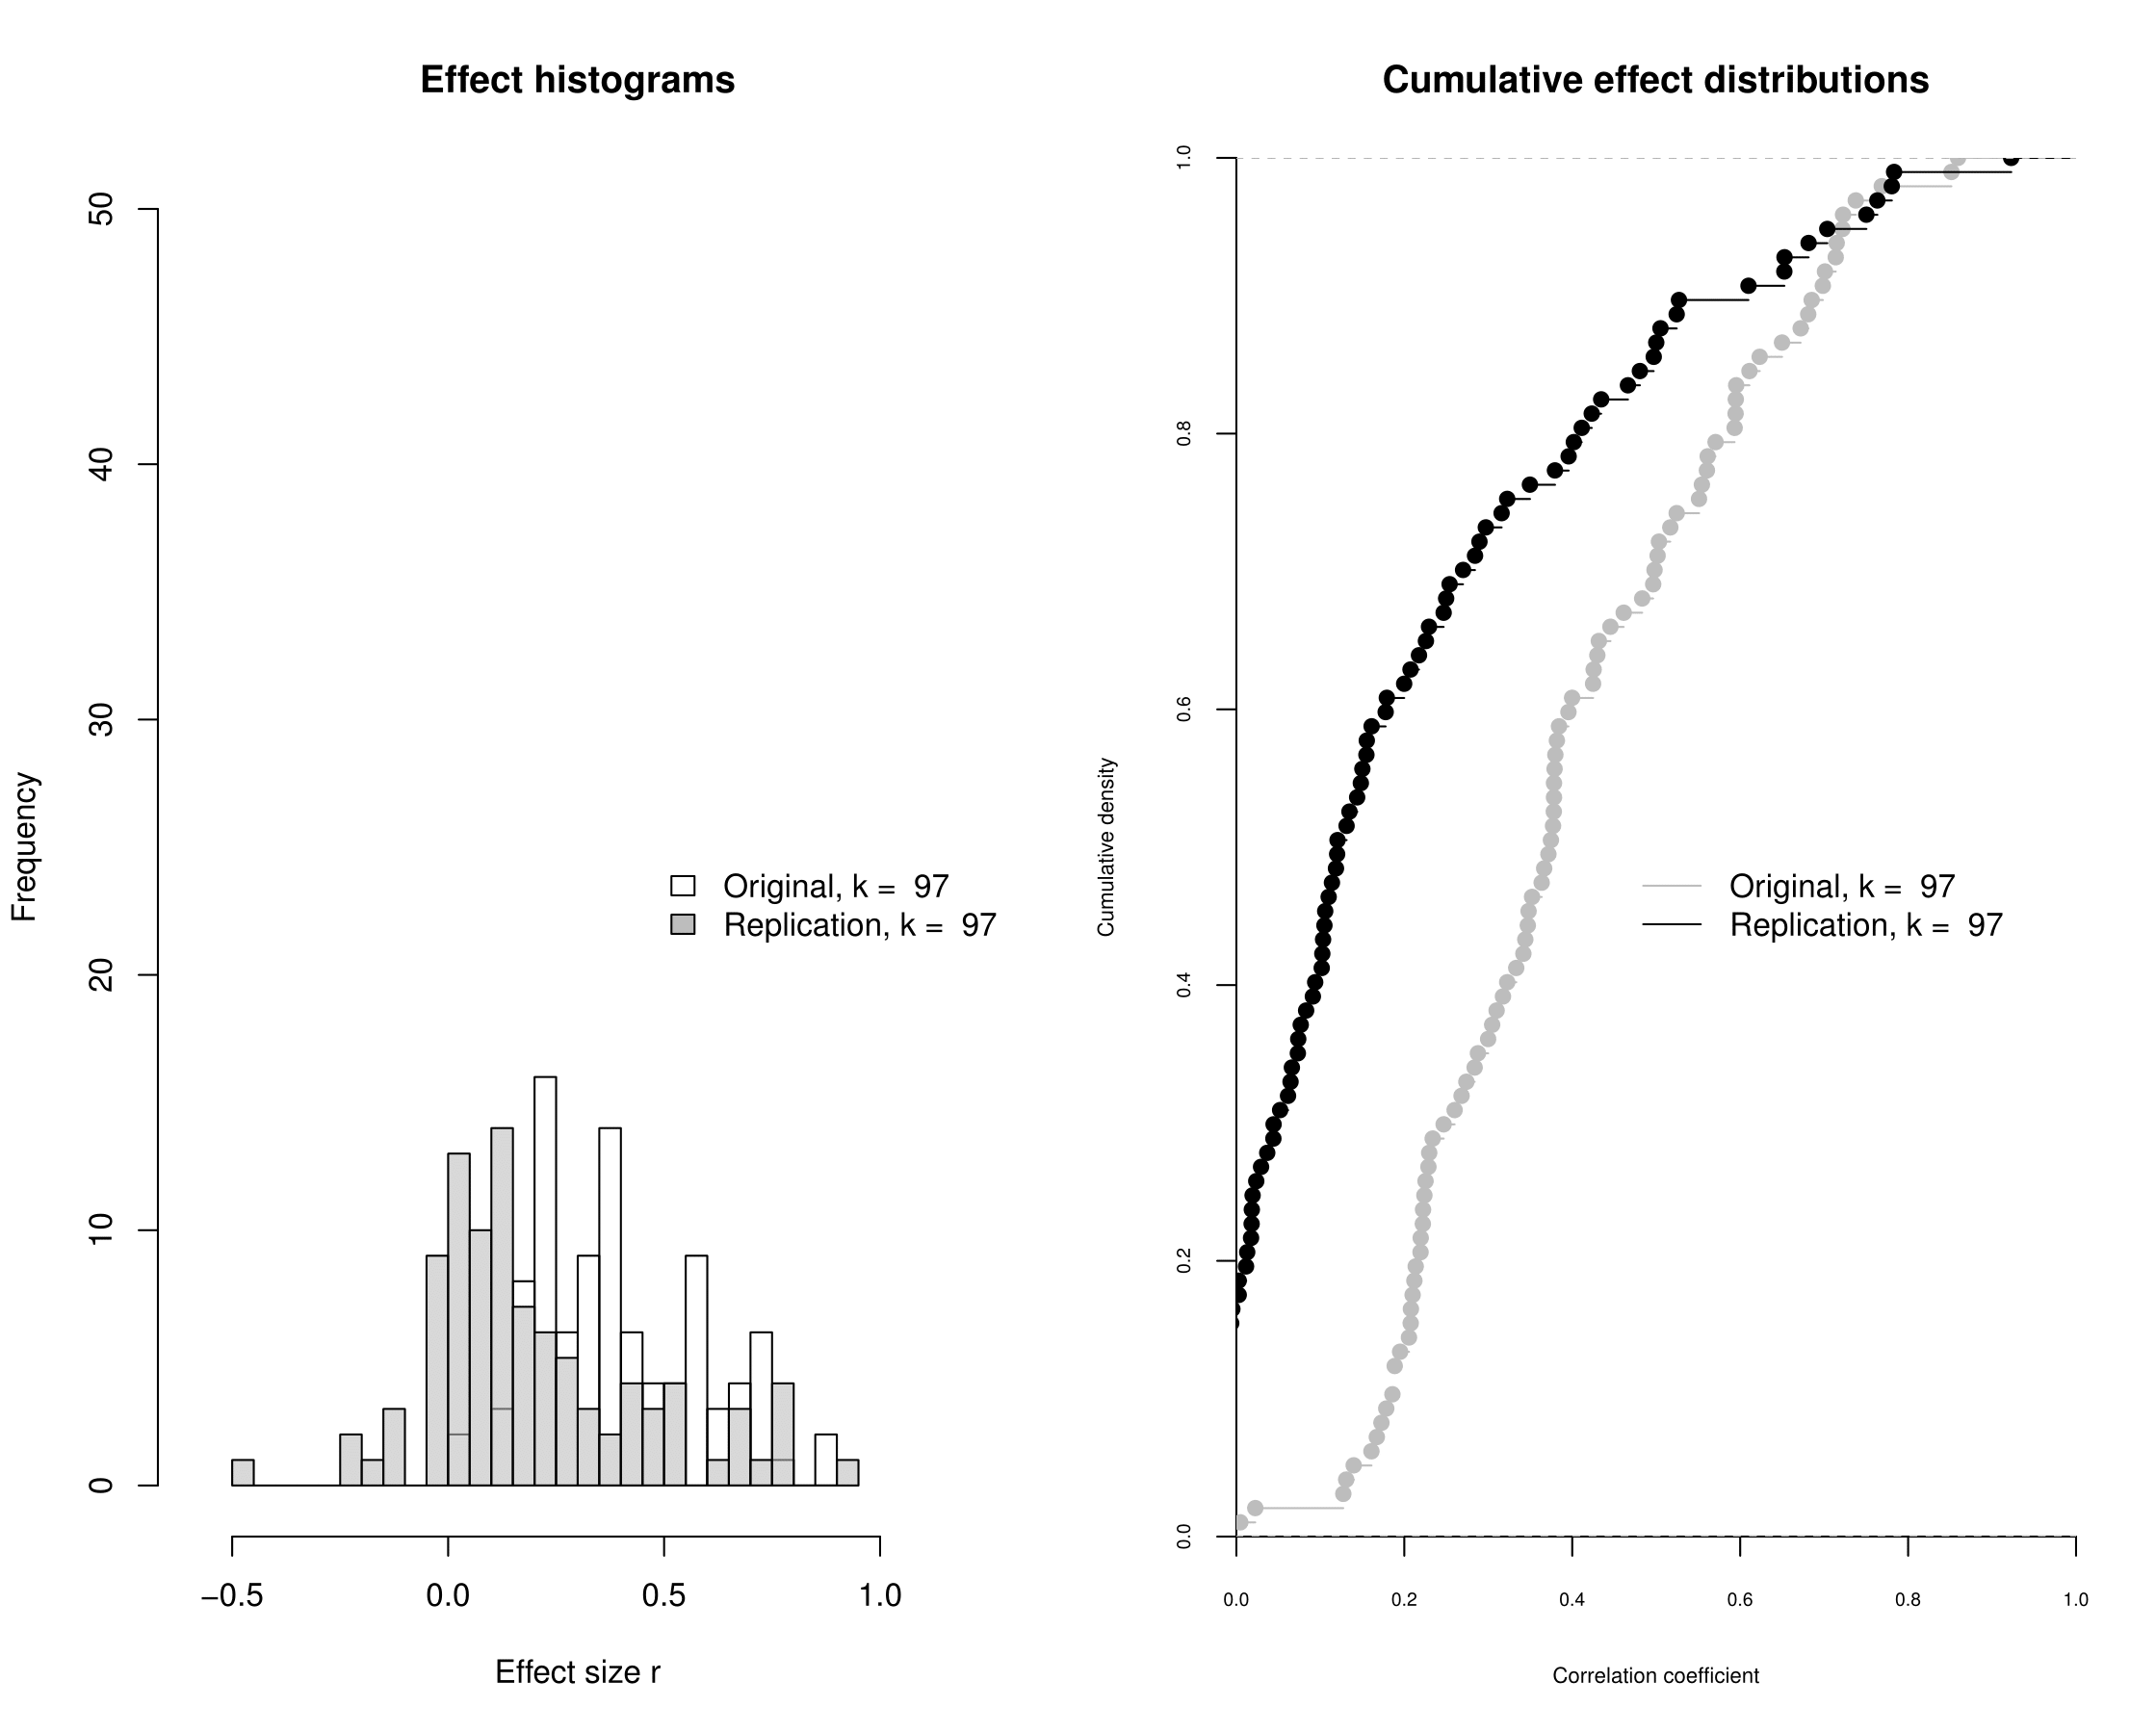 Effect histograms
Frequency
50
40
30
20
10
0
−0.5 0.0 0.5 1.0
Effect size r
Original, k = 97
Replication, k = 97
Cumulative effect distributions
Cumulative density
1.0
0.8
0.6
0.4
0.2
0.0
0.0 0.2 0.4 0.6 0.8 1.0
Correlation coefficient
Original, k = 97
Replication, k = 97